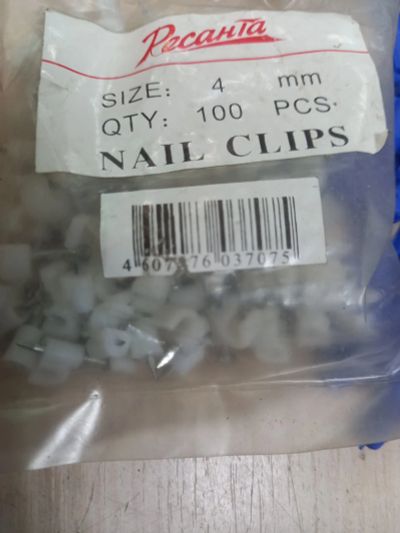 Ресанта
SIZE: 4 mm
QTY: 100 PCS.
NAIL CLIPS
4 607176 037075